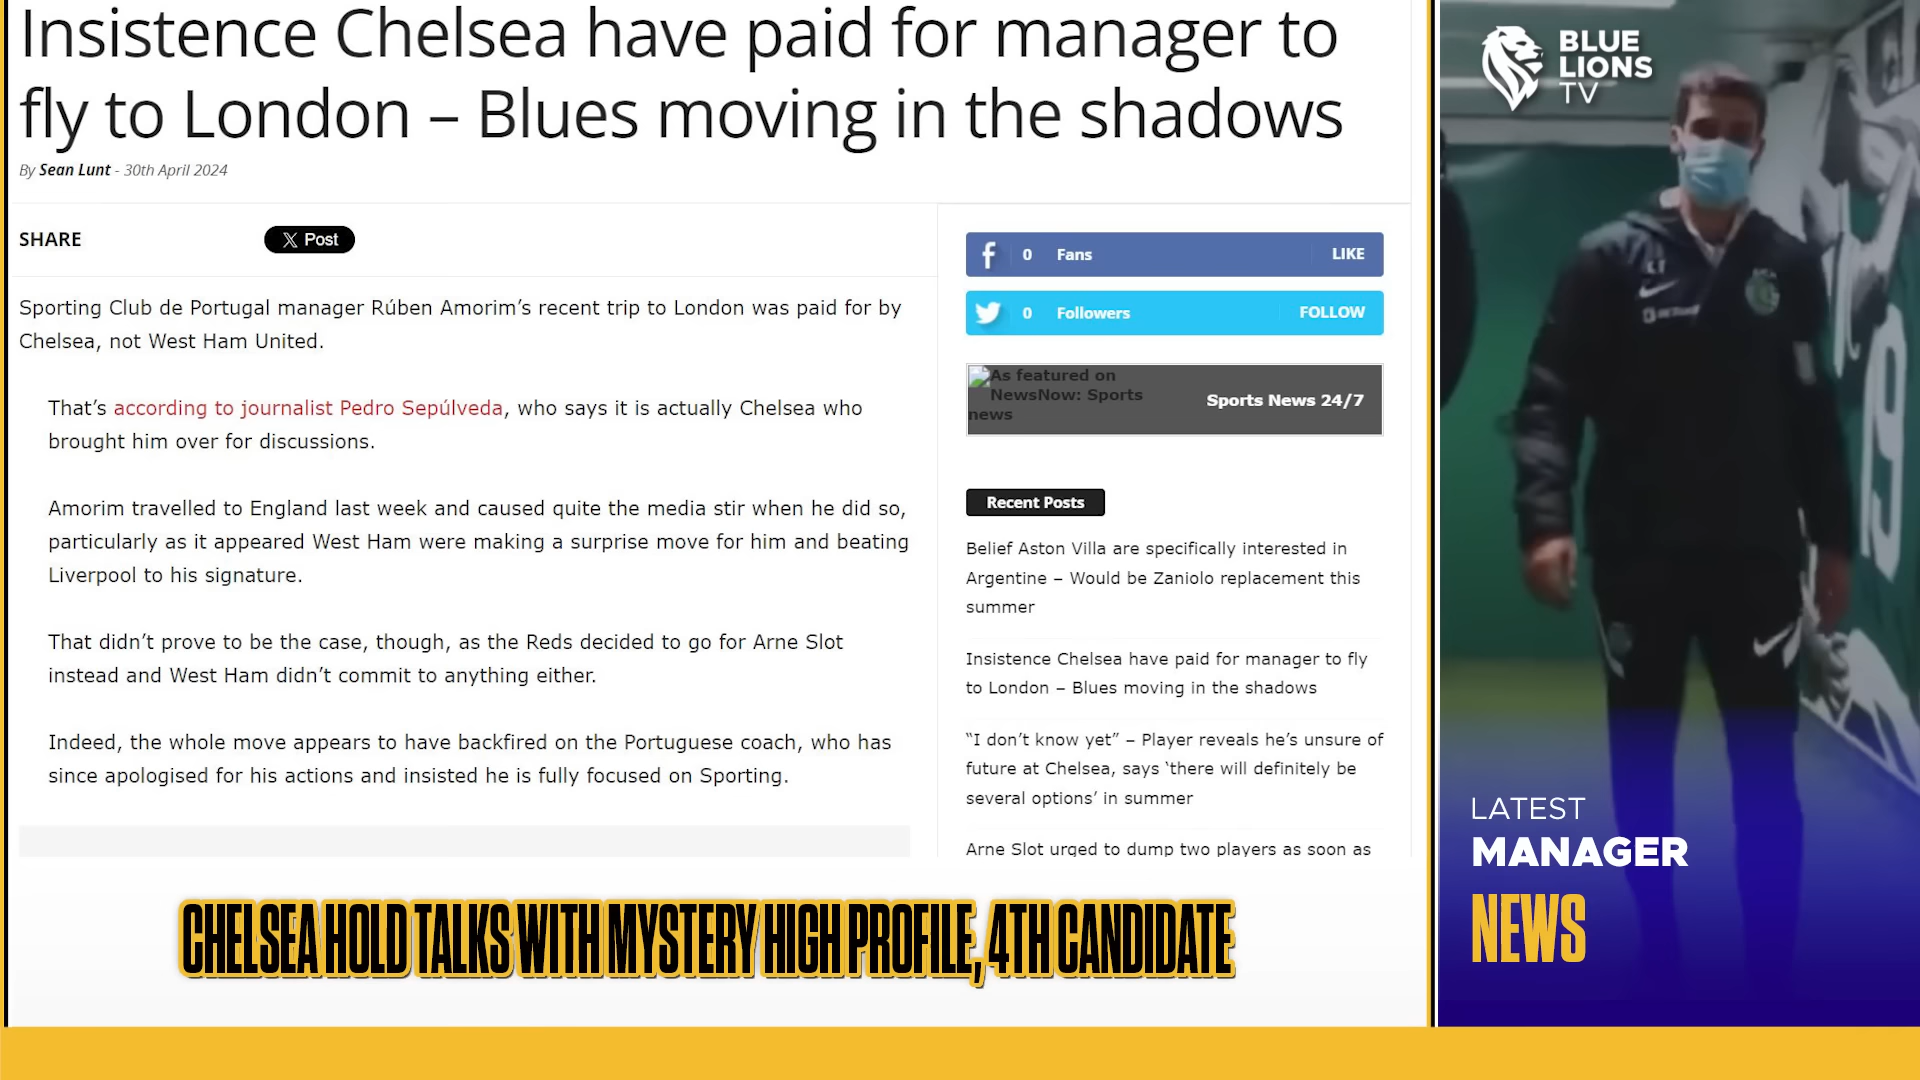 Insistence Chelsea have paid for manager to
fly to London – Blues moving in the shadows
By Sean Lunt - 30th April 2024
SHARE
X Post
Sporting Club de Portugal manager Rúben Amorim’s recent trip to London was paid for by
Chelsea, not West Ham United.
That’s according to journalist Pedro Sepúlveda, who says it is actually Chelsea who
brought him over for discussions.
Amorim travelled to England last week and caused quite the media stir when he did so,
particularly as it appeared West Ham were making a surprise move for him and beating
Liverpool to his signature.
That didn’t prove to be the case, though, as the Reds decided to go for Arne Slot
instead and West Ham didn’t commit to anything either.
Indeed, the whole move appears to have backfired on the Portuguese coach, who has
since apologised for his actions and insisted he is fully focused on Sporting.
f 0 Fans LIKE
0 Followers FOLLOW
As featured on
NewsNow: Sports
news
Sports News 24/7
Recent Posts
Belief Aston Villa are specifically interested in
Argentine – Would be Zaniolo replacement this
summer
Insistence Chelsea have paid for manager to fly
to London – Blues moving in the shadows
“I don’t know yet” – Player reveals he’s unsure of
future at Chelsea, says ‘there will definitely be
several options’ in summer
Arne Slot urged to dump two players as soon as
CHELSEA HOLD TALKS WITH MYSTERY HIGH PROFILE, 4TH CANDIDATE
BLUE
LIONS
TV
19
LATEST
MANAGER
NEWS